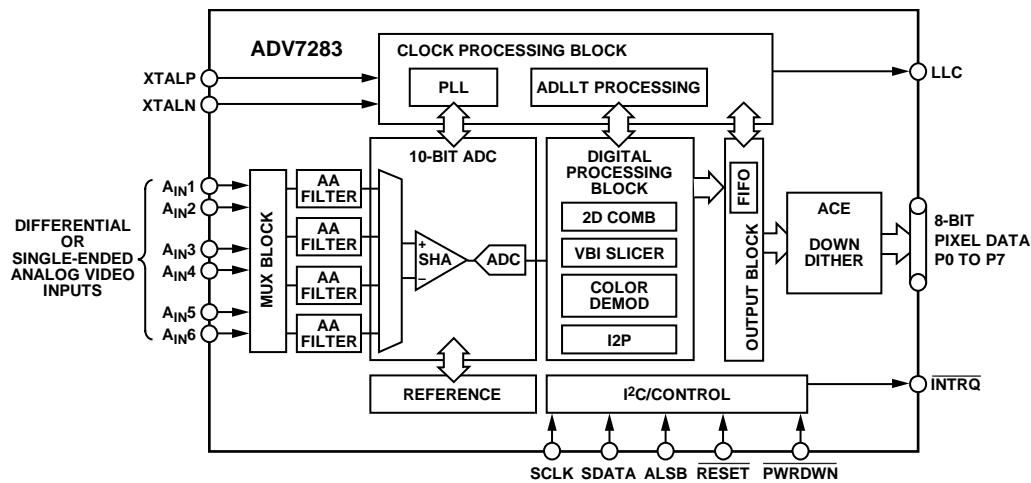 ADV7283
CLOCK PROCESSING BLOCK
PLL
ADLLT PROCESSING
XTALP
XTALN
LLC
10-BIT ADC
DIGITAL
PROCESSING
BLOCK
2D COMB
VBI SLICER
COLOR
DEMOD
I2P
FIFO
OUTPUT BLOCK
ACE
DOWN
DITHER
8-BIT
PIXEL DATA
P0 TO P7
DIFFERENTIAL
OR
SINGLE-ENDED
ANALOG VIDEO
INPUTS
AIN1
AIN2
AIN3
AIN4
AIN5
AIN6
MUX BLOCK
AA
FILTER
AA
FILTER
AA
FILTER
AA
FILTER
+
SHA
–
ADC
REFERENCE
I2C/CONTROL
INTRQ
SCLK
SDATA
ALSB
RESET
PWRDWN